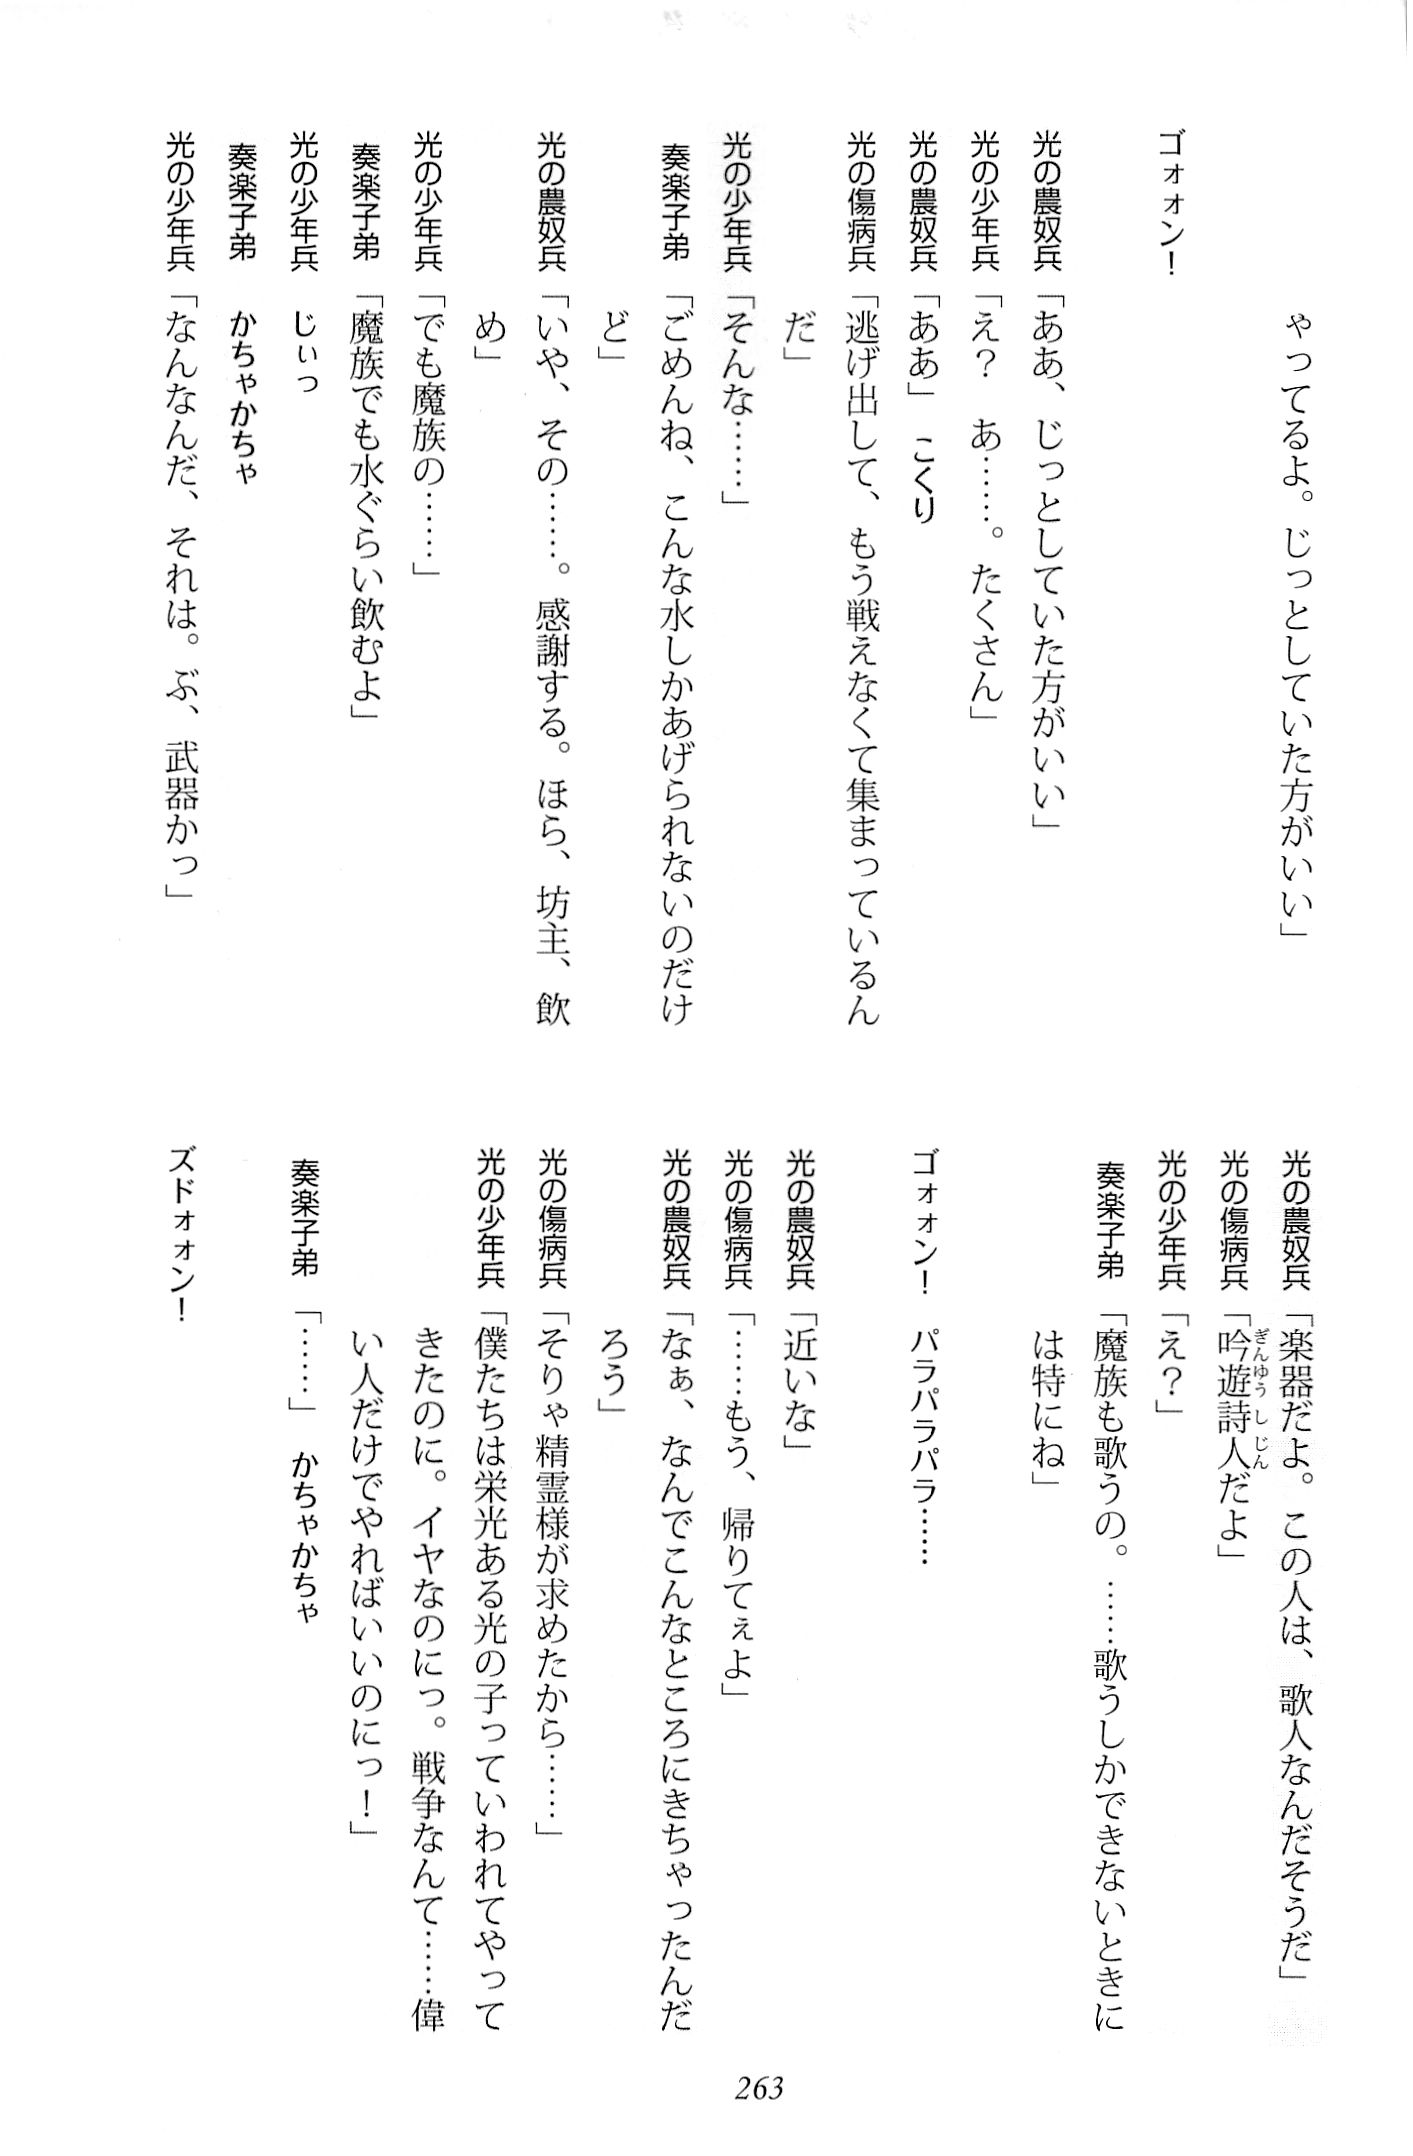 ゃってるよ。じっとしていた方がいい」
ゴォォン！
光の農奴兵「ああ、じっとしていた方がいい」
光の少年兵「え？　あ……。たくさん」
光の農奴兵「ああ」　こくり
光の傷病兵「逃げ出して、もう戦えなくて集まっているん
だ」
光の少年兵「そんな……」
奏楽子弟「ごめんね、こんな水しかあげられないのだけ
ど」
光の農奴兵「いや、その……。感謝する。ほら、坊主、飲
め」
光の少年兵「でも魔族の……」
奏楽子弟「魔族でも水ぐらい飲むよ」
光の少年兵　じぃっ
奏楽子弟　かちゃかちゃ
光の少年兵「なんなんだ、それは。ぶ、武器かっ」
光の農奴兵「楽器だよ。この人は、歌人なんだそうだ」
光の傷病兵「吟遊詩人だよ」
ぎんゆうしじん
光の少年兵「え？」
奏楽子弟「魔族も歌うの。……歌うしかできないときに
は特にね」
ゴォォン！　パラパラパラ……
光の農奴兵「近いな」
光の傷病兵「……もう、帰りてぇよ」
光の農奴兵「なぁ、なんでこんなところにきちゃったんだ
ろう」
光の傷病兵「そりゃ精霊様が求めたから……」
光の少年兵「僕たちは栄光ある光の子っていわれてやって
きたのに。イヤなのにっ。戦争なんて……偉
い人だけでやればいいのにっ！」
奏楽子弟「……」　かちゃかちゃ
ズドォォン！
263